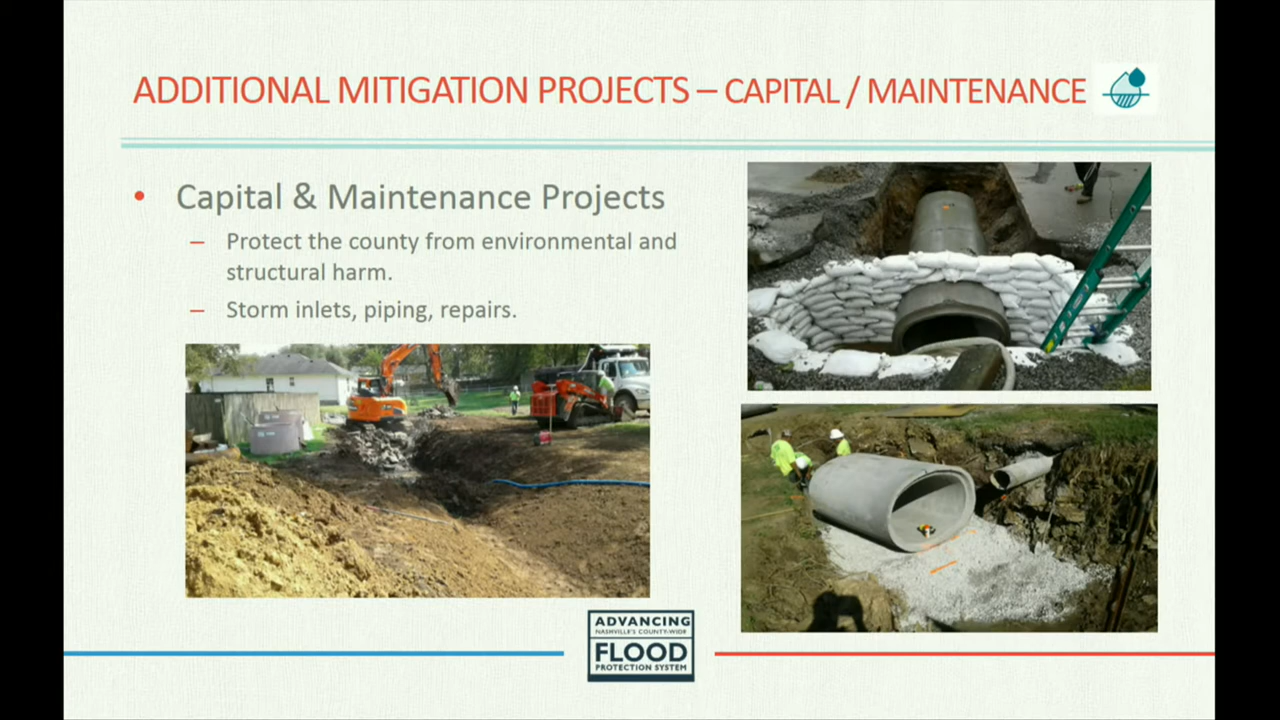 ADDITIONAL MITIGATION PROJECTS – CAPITAL / MAINTENANCE
• Capital & Maintenance Projects
– Protect the county from environmental and
structural harm.
– Storm inlets, piping, repairs.
ADVANCING
NASHVILLE'S COUNTY-WIDE
FLOOD
PROTECTION SYSTEM